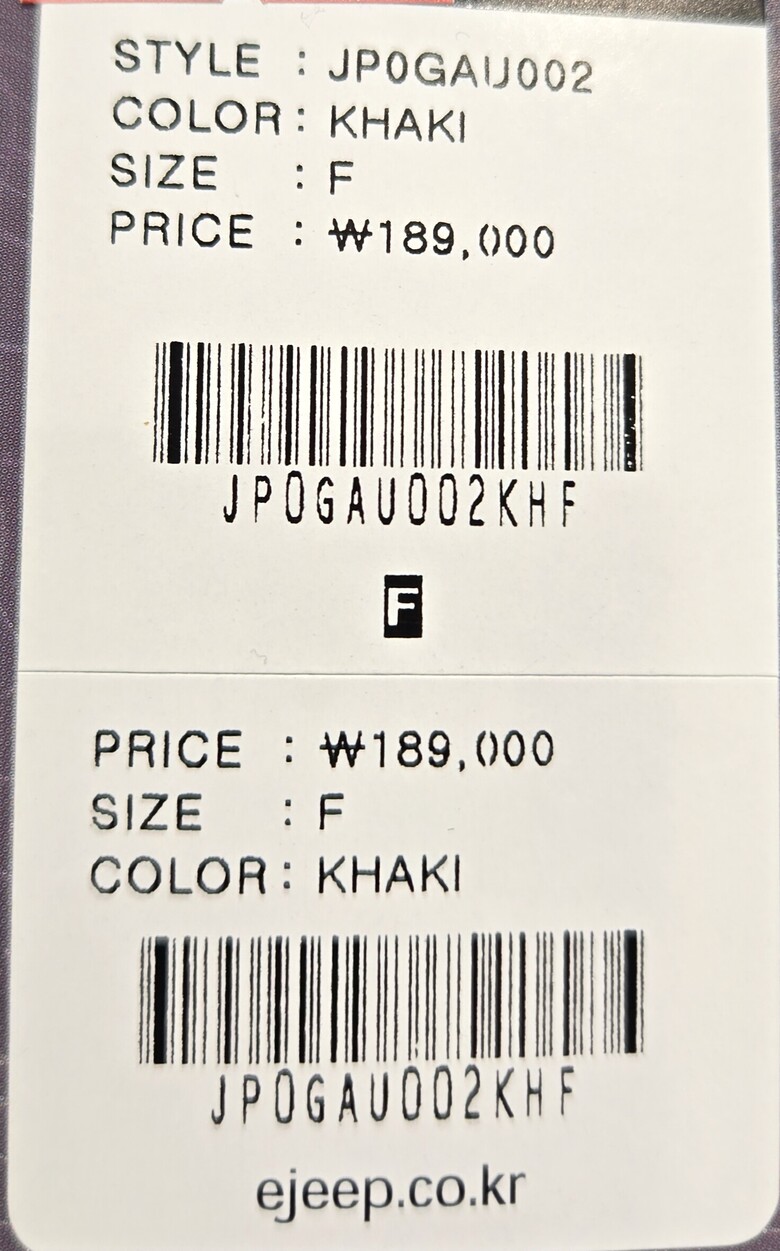 STYLE : JP0GAU002
COLOR : KHAKI
SIZE : F
PRICE : ₩189,000
JP0GAU002KHF
F
PRICE : ₩189,000
SIZE : F
COLOR : KHAKI
JP0GAU002KHF
ejeep.co.kr